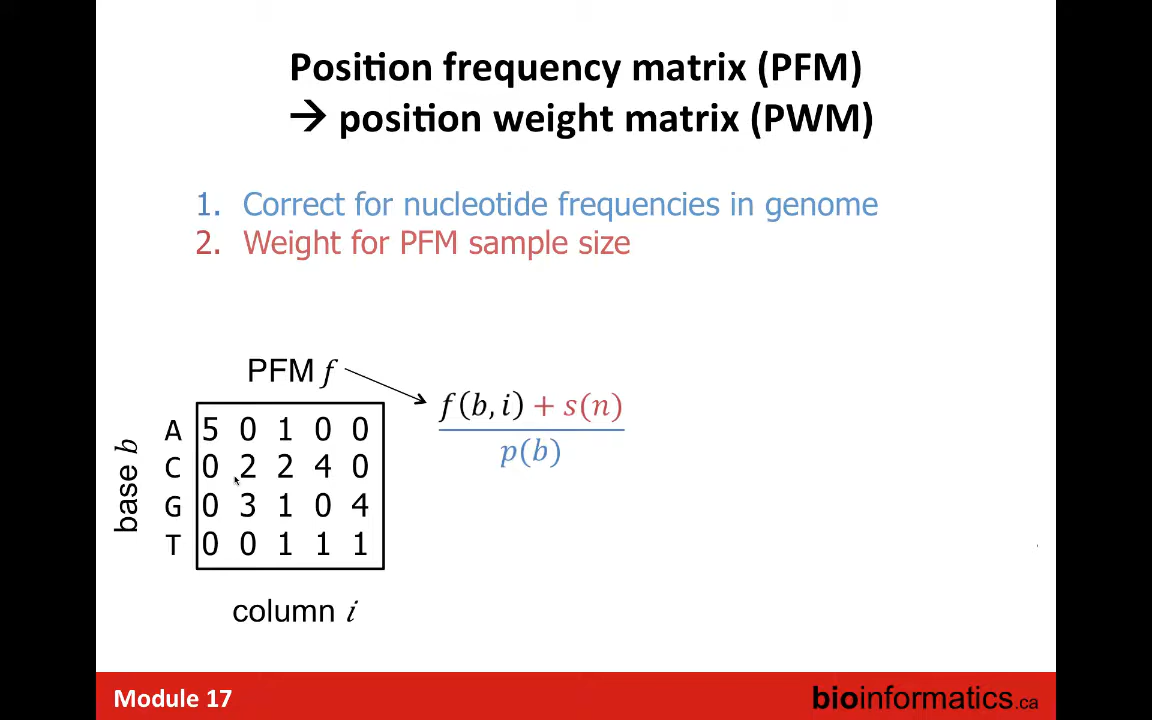 Position frequency matrix (PFM)
→ position weight matrix (PWM)
1. Correct for nucleotide frequencies in genome
2. Weight for PFM sample size
PFM f
f(b, i) + s(n)
p(b)
base b
A 5 0 1 0 0
C 0 2 2 4 0
G 0 3 1 0 4
T 0 0 1 1 1
column i
Module 17
bioinformatics.ca